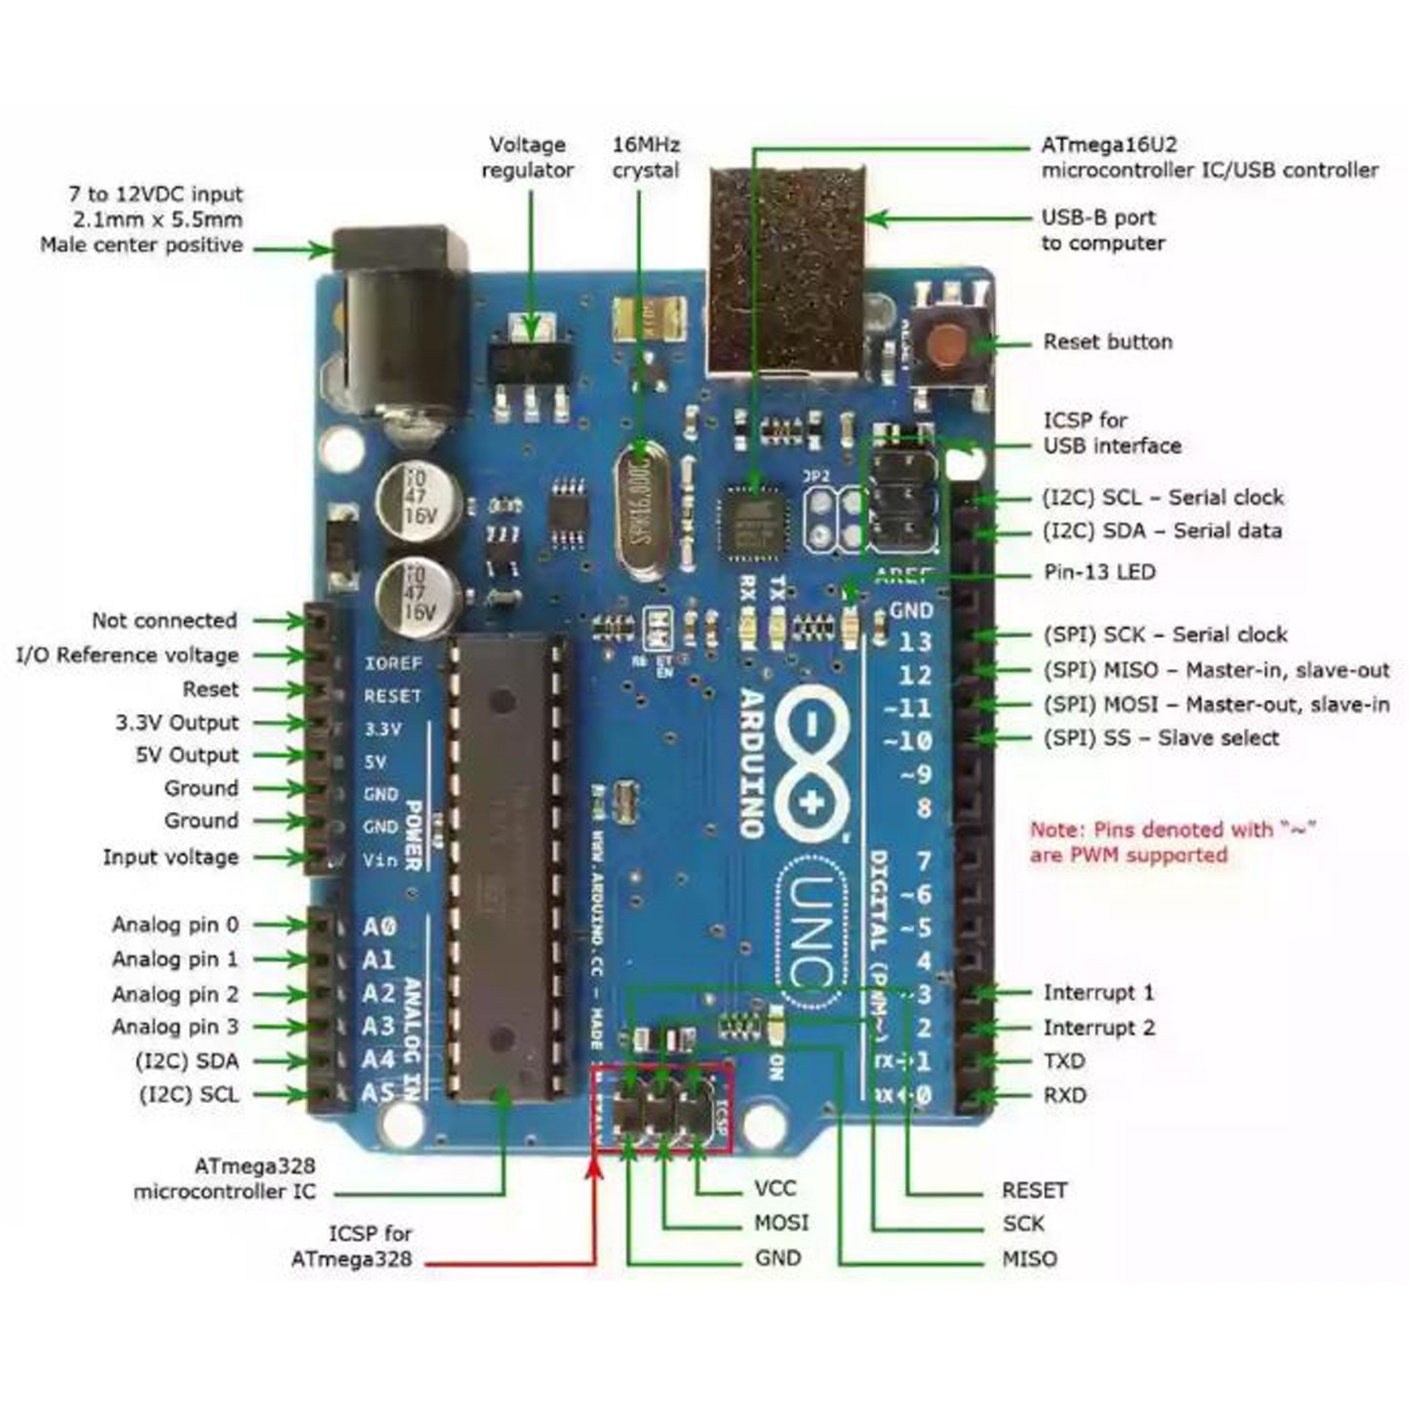 Voltage
regulator
16MHz
crystal
ATmega16U2
microcontroller IC/USB controller
7 to 12VDC input
2.1mm x 5.5mm
Male center positive
USB-B port
to computer
Reset button
ICSP for
USB interface
(I2C) SCL – Serial clock
(I2C) SDA – Serial data
Pin-13 LED
(SPI) SCK – Serial clock
(SPI) MISO – Master-in, slave-out
(SPI) MOSI – Master-out, slave-in
(SPI) SS – Slave select
Note: Pins denoted with “~”
are PWM supported
Interrupt 1
Interrupt 2
TXD
RXD
Not connected
I/O Reference voltage
Reset
3.3V Output
5V Output
Ground
Ground
Input voltage
Analog pin 0
Analog pin 1
Analog pin 2
Analog pin 3
(I2C) SDA
(I2C) SCL
ATmega328
microcontroller IC
ICSP for
ATmega328
VCC
MOSI
GND
RESET
SCK
MISO
10
47
16V
10
47
16V
SPK16.000G
JP2
RX
TX
AREF
GND
13
12
~11
~10
~9
8
7
~6
~5
4
~3
2
TX→1
RX←0
DIGITAL (PWM~)
IOREF
RESET
3.3V
5V
GND
GND
Vin
POWER
A0
A1
A2
A3
A4
A5
ANALOG IN
ARDUINO
UNO
WWW.ARDUINO.CC – MADE
ON
ICSP